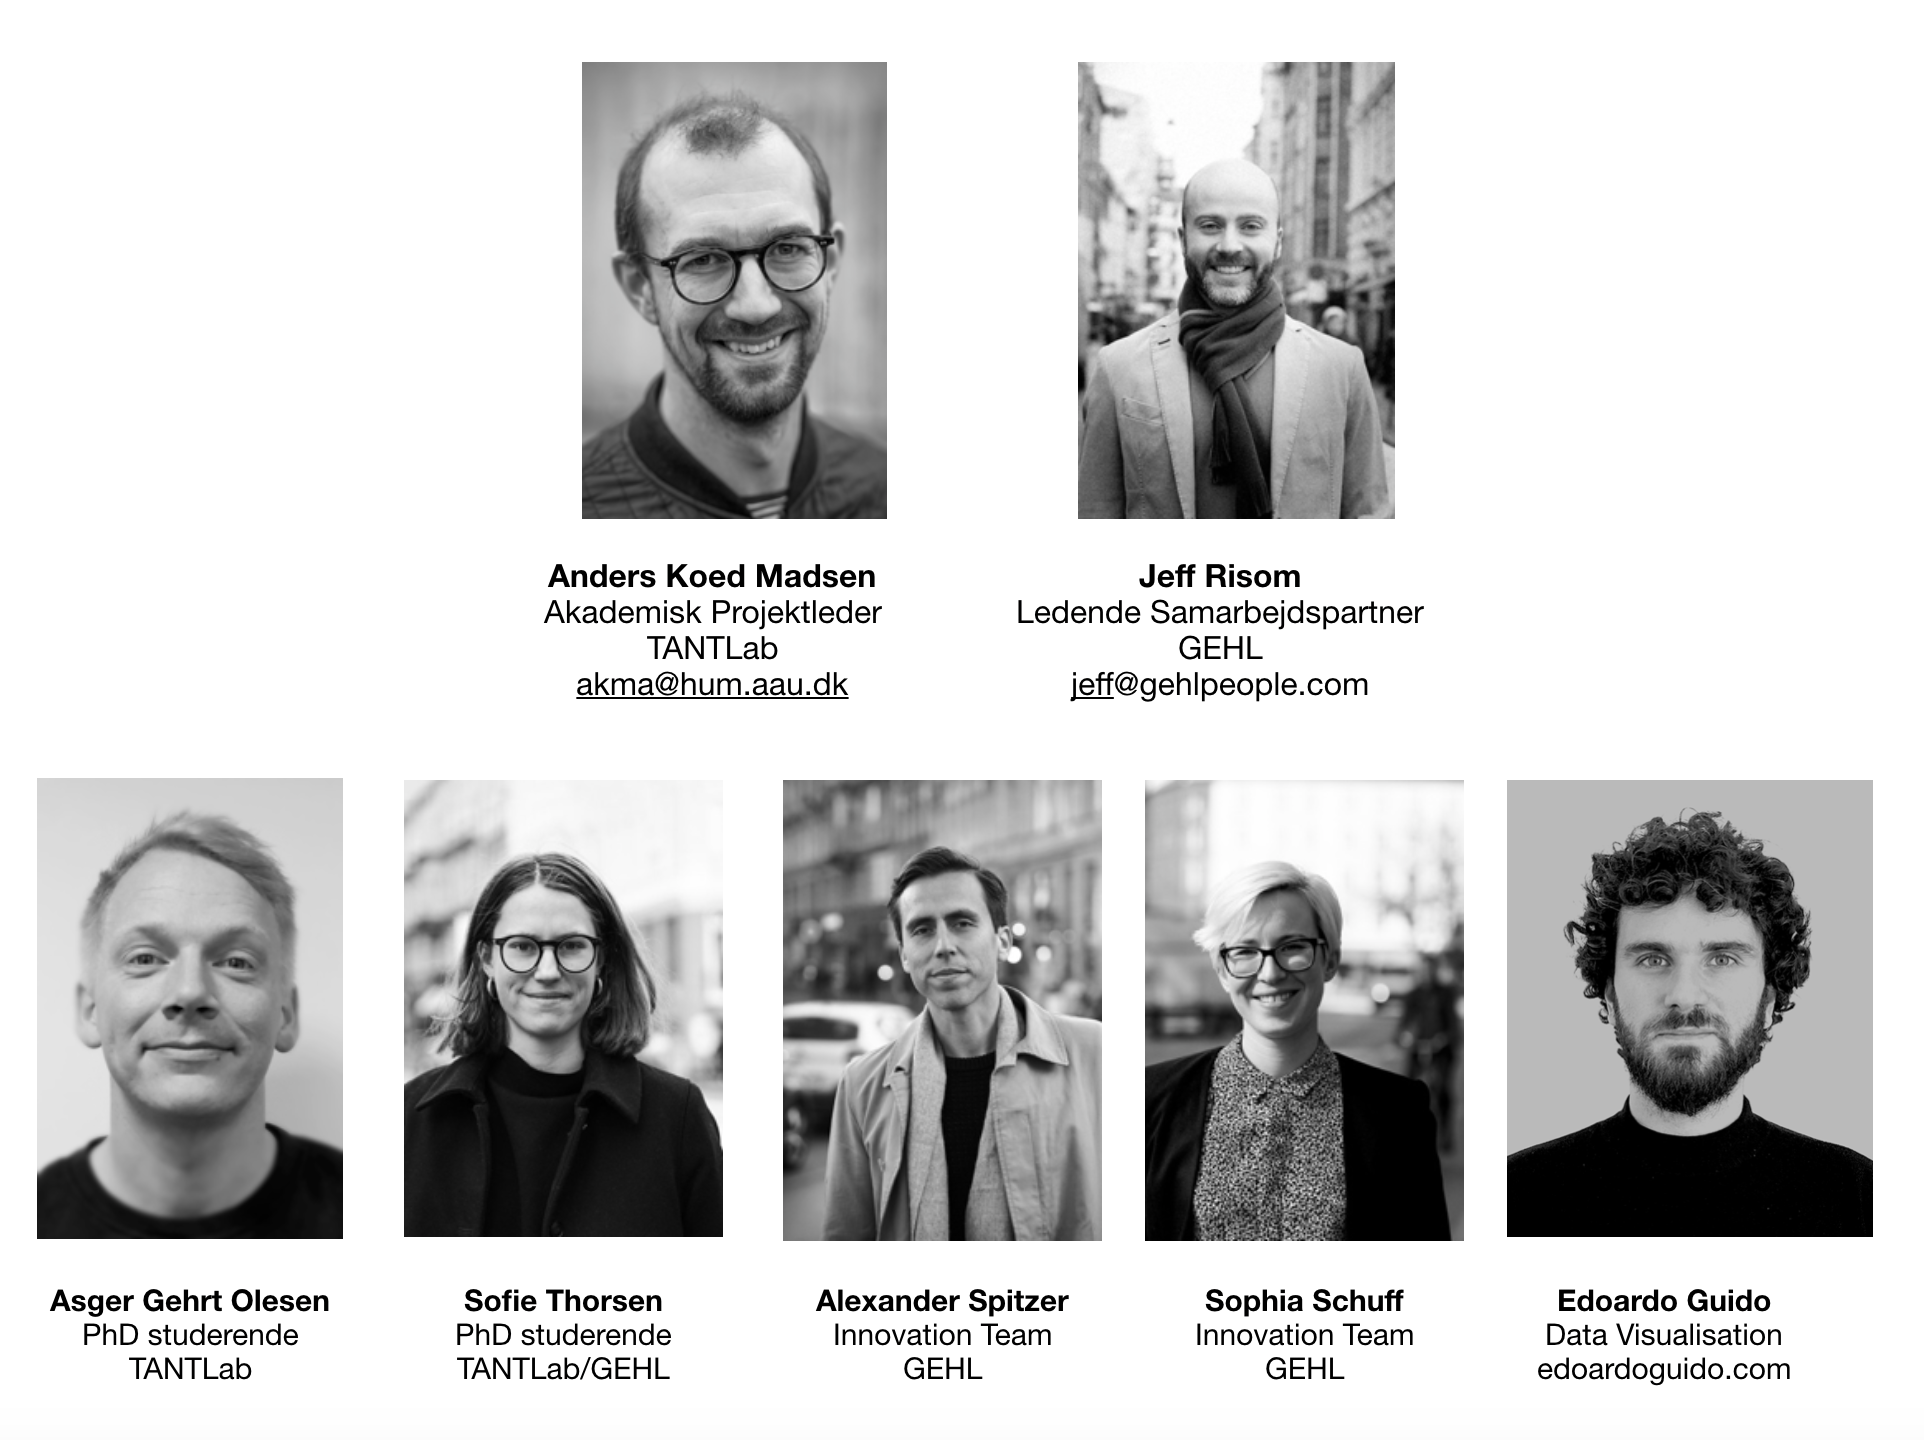 Anders Koed Madsen
Akademisk Projektleder
TANTLab
akma@hum.aau.dk
Jeff Risom
Ledende Samarbejdspartner
GEHL
jeff@gehlpeople.com
Asger Gehrt Olesen
PhD studerende
TANTLab
Sofie Thorsen
PhD studerende
TANTLab/GEHL
Alexander Spitzer
Innovation Team
GEHL
Sophia Schuff
Innovation Team
GEHL
Edoardo Guido
Data Visualisation
edoardoguido.com